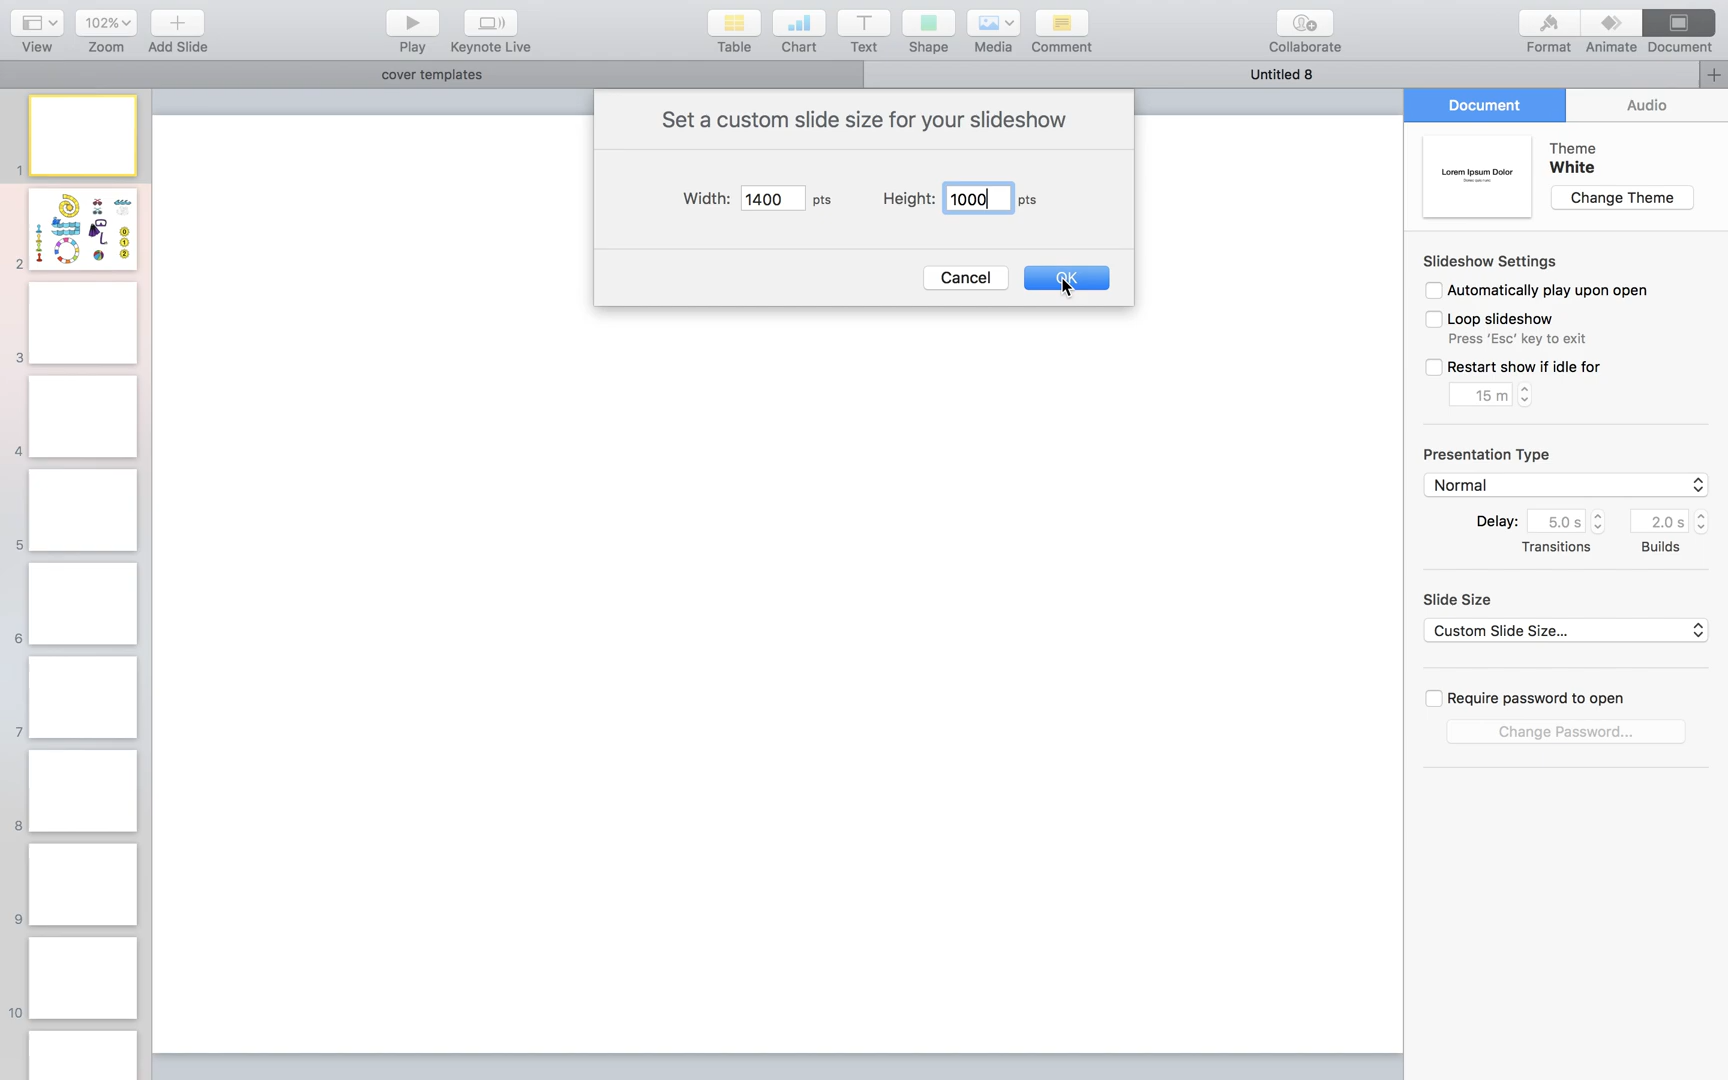 102%
View
Zoom
Add Slide
Play
Keynote Live
Table
Chart
Text
Shape
Media
Comment
Collaborate
Format
Animate
Document
cover templates
Untitled 8
Set a custom slide size for your slideshow
Width: 1400 pts
Height: 1000 pts
Cancel
OK
1
2
3
4
5
6
7
8
9
10
0
1
2
Document
Audio
Lorem Ipsum Dolor
Theme
White
Change Theme
Slideshow Settings
Automatically play upon open
Loop slideshow
Press 'Esc' key to exit
Restart show if idle for
15 m
Presentation Type
Normal
Delay: 5.0 s 2.0 s
Transitions Builds
Slide Size
Custom Slide Size...
Require password to open
Change Password...